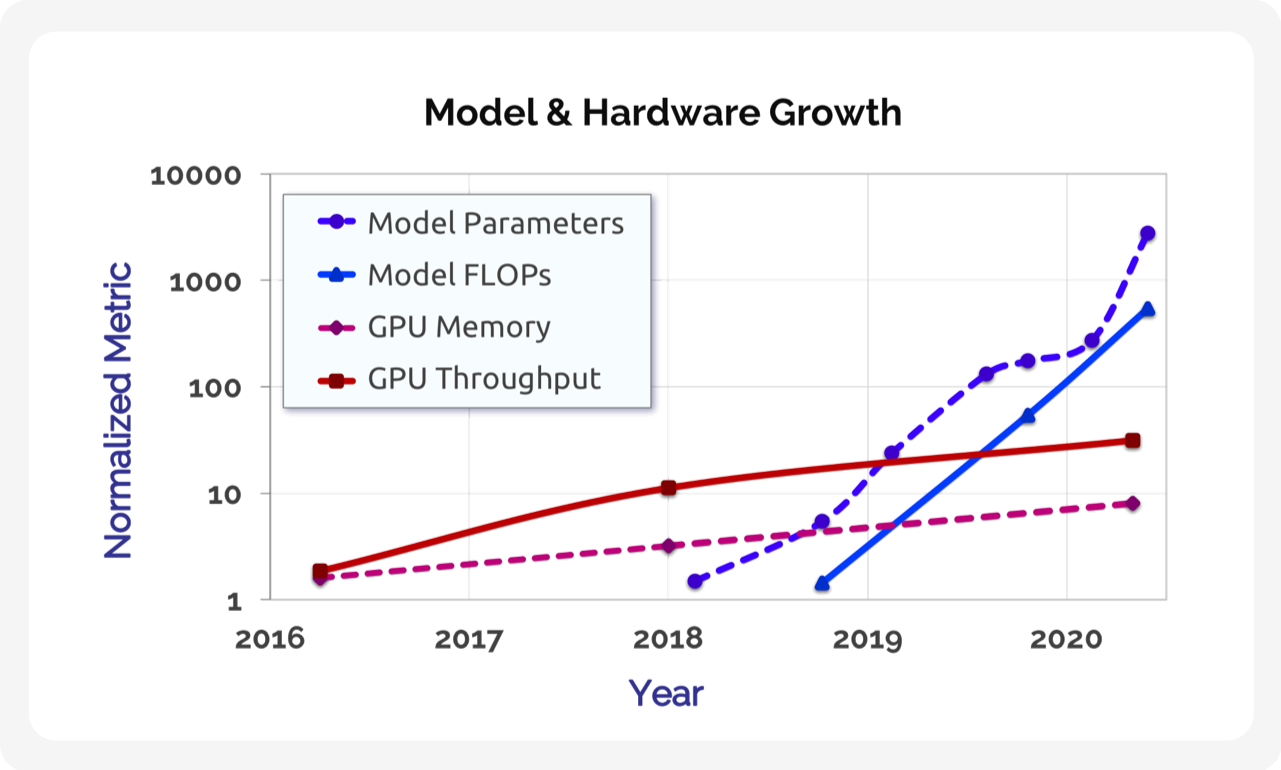 Model & Hardware Growth
10000
1000
100
10
1
Normalized Metric
Model Parameters
Model FLOPs
GPU Memory
GPU Throughput
2016 2017 2018 2019 2020
Year